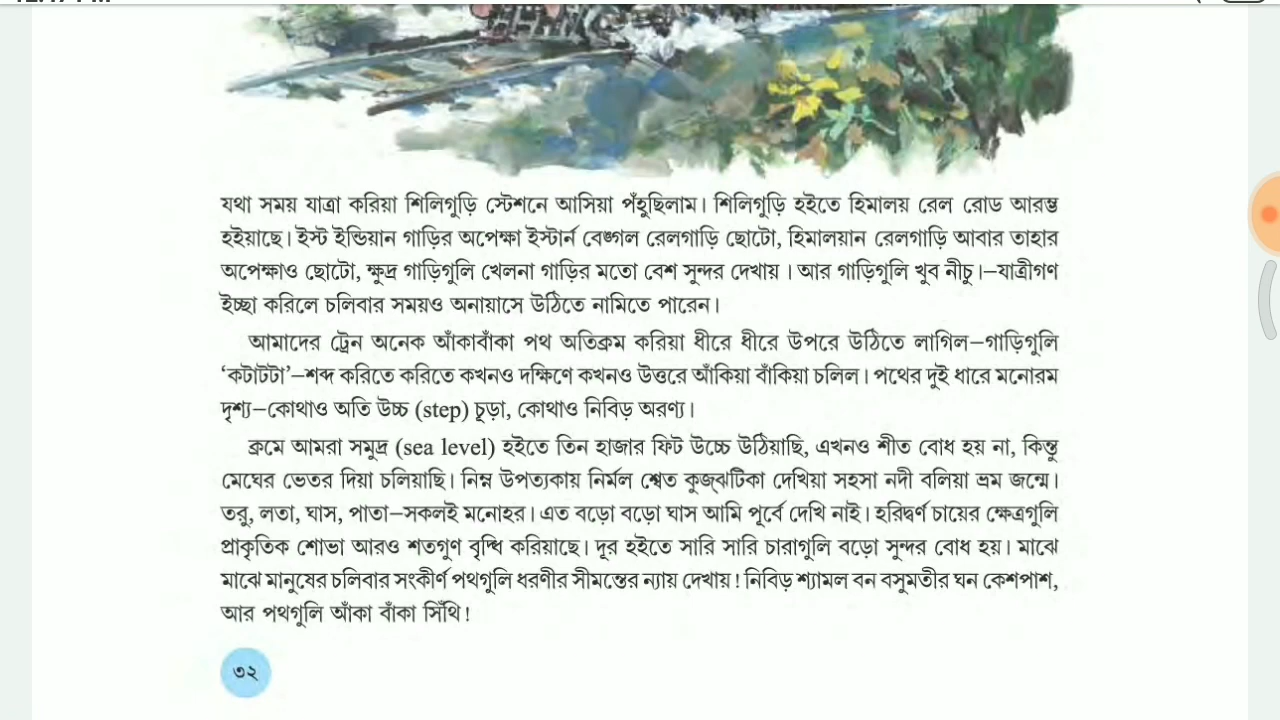 যথা সময় যাত্রা করিয়া শিলিগুড়ি স্টেশনে আসিয়া পঁহুছিলাম। শিলিগুড়ি হইতে হিমালয় রেল রোড আরম্ভ
হইয়াছে। ইস্ট ইন্ডিয়ান গাড়ির অপেক্ষা ইস্টার্ন বেঙ্গল রেলগাড়ি ছোটো, হিমালয়ান রেলগাড়ি আবার তাহার
অপেক্ষাও ছোটো, ক্ষুদ্র গাড়িগুলি খেলনা গাড়ির মতো বেশ সুন্দর দেখায়। আর গাড়িগুলি খুব নীচু।—যাত্রীগণ
ইচ্ছা করিলে চলিবার সময়ও অনায়াসে উঠিতে নামিতে পারেন।
আমাদের ট্রেন অনেক আঁকাবাঁকা পথ অতিক্রম করিয়া ধীরে ধীরে উপরে উঠিতে লাগিল—গাড়িগুলি
‘কটাটটা’—শব্দ করিতে করিতে কখনও দক্ষিণে কখনও উত্তরে আঁকিয়া বাঁকিয়া চলিল। পথের দুই ধারে মনোরম
দৃশ্য—কোথাও অতি উচ্চ (step) চূড়া, কোথাও নিবিড় অরণ্য।
ক্রমে আমরা সমুদ্র (sea level) হইতে তিন হাজার ফিট উচ্চে উঠিয়াছি, এখনও শীত বোধ হয় না, কিন্তু
মেঘের ভেতর দিয়া চলিয়াছি। নিম্ন উপত্যকায় নির্মল শ্বেত কুজ্‌ঝটিকা দেখিয়া সহসা নদী বলিয়া ভ্রম জন্মে।
তরু, লতা, ঘাস, পাতা—সকলই মনোহর। এত বড়ো বড়ো ঘাস আমি পূর্বে দেখি নাই। হরিদ্বর্ণ চায়ের ক্ষেত্রগুলি
প্রাকৃতিক শোভা আরও শতগুণ বৃদ্ধি করিয়াছে। দূর হইতে সারি সারি চারাগুলি বড়ো সুন্দর বোধ হয়। মাঝে
মাঝে মানুষের চলিবার সংকীর্ণ পথগুলি ধরণীর সীমন্তের ন্যায় দেখায়! নিবিড় শ্যামল বন বসুমতীর ঘন কেশপাশ,
আর পথগুলি আঁকা বাঁকা সিঁথি!
৩২